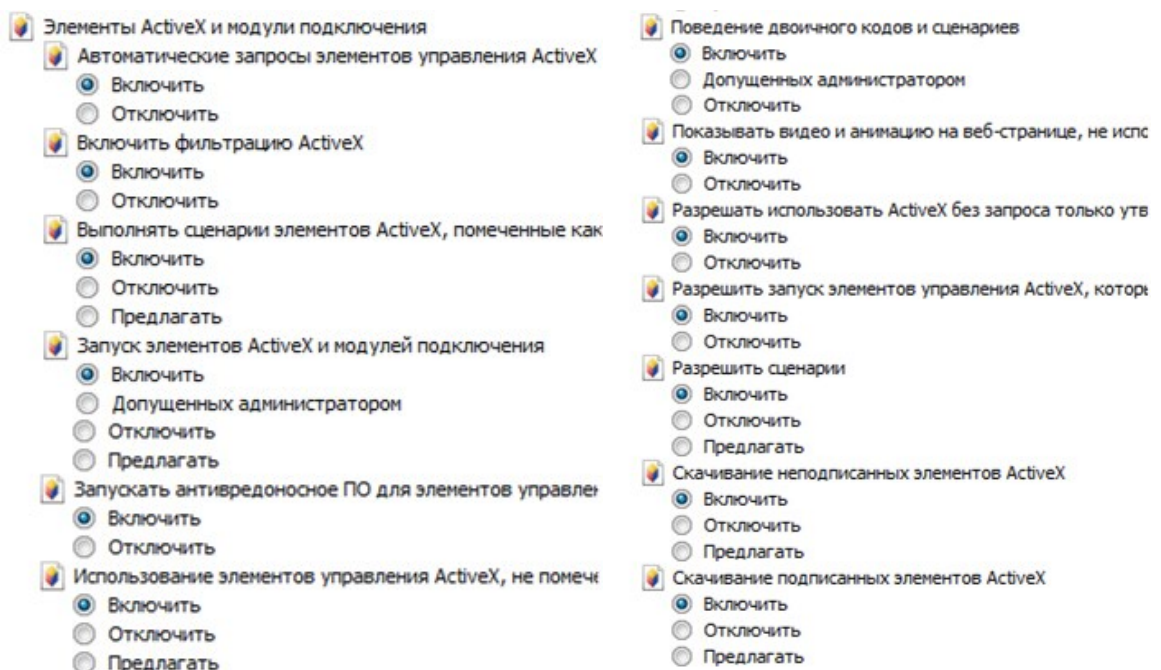 Элементы ActiveX и модули подключения
Автоматические запросы элементов управления ActiveX
Включить
Отключить
Включить фильтрацию ActiveX
Включить
Отключить
Выполнять сценарии элементов ActiveX, помеченные как
Включить
Отключить
Предлагать
Запуск элементов ActiveX и модулей подключения
Включить
Допущенных администратором
Отключить
Предлагать
Запускать антивредоносное ПО для элементов управлен
Включить
Отключить
Использование элементов управления ActiveX, не помече
Включить
Отключить
Предлагать
Поведение двоичного кодов и сценариев
Включить
Допущенных администратором
Отключить
Показывать видео и анимацию на веб-странице, не испо
Включить
Отключить
Разрешать использовать ActiveX без запроса только утв
Включить
Отключить
Разрешить запуск элементов управления ActiveX, которы
Включить
Отключить
Разрешить сценарии
Включить
Отключить
Предлагать
Скачивание неподписанных элементов ActiveX
Включить
Отключить
Предлагать
Скачивание подписанных элементов ActiveX
Включить
Отключить
Предлагать